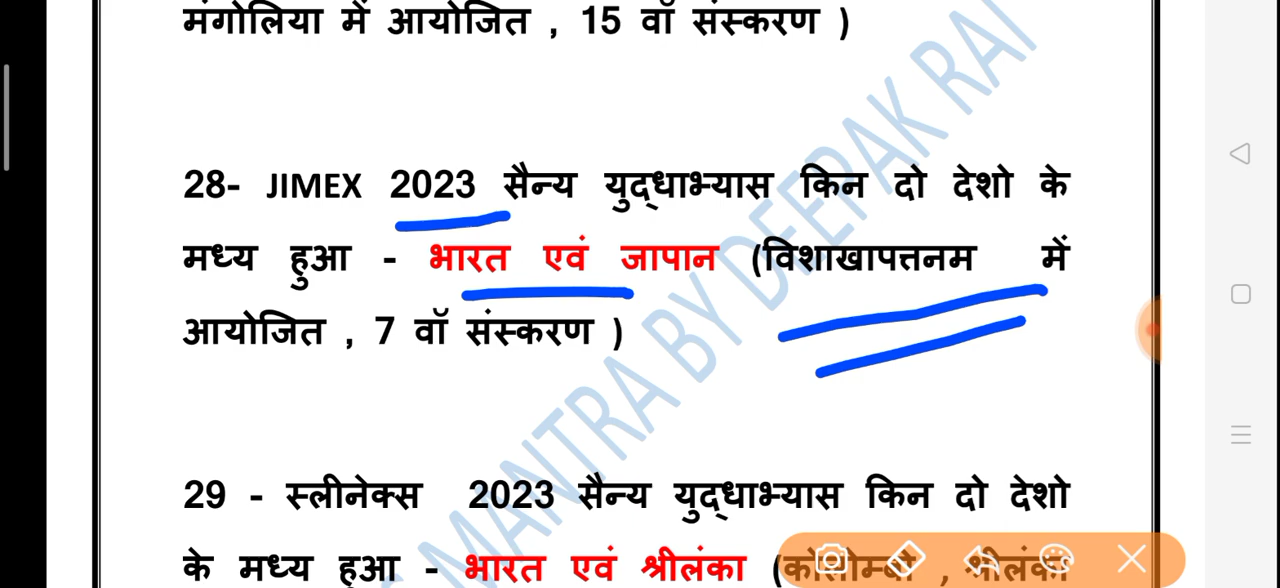 मंगोलिया में आयोजित , 15 वॉ संस्करण )
28- JIMEX 2023 सैन्य युद्धाभ्यास किन दो देशो के
मध्य हुआ - भारत एवं जापान (विशाखापत्तनम में
आयोजित , 7 वॉ संस्करण )
29 - स्लीनेक्स 2023 सैन्य युद्धाभ्यास किन दो देशो
के मध्य हुआ - भारत एवं श्रीलंका (कोलोम्बो , श्रीलंका
MANTRA BY DEEPAK RAI